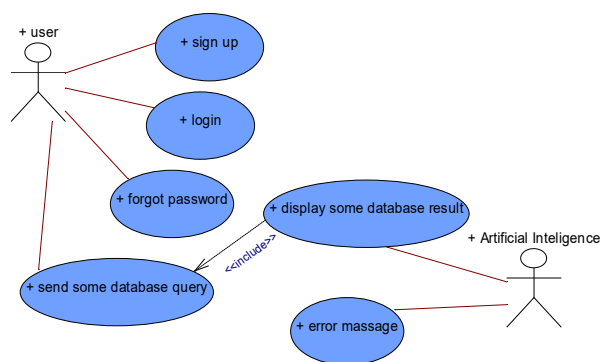 + user
+ sign up
+ login
+ forgot password
+ display some database result
+ Artificial Inteligence
<<include>>
+ send some database query
+ error massage